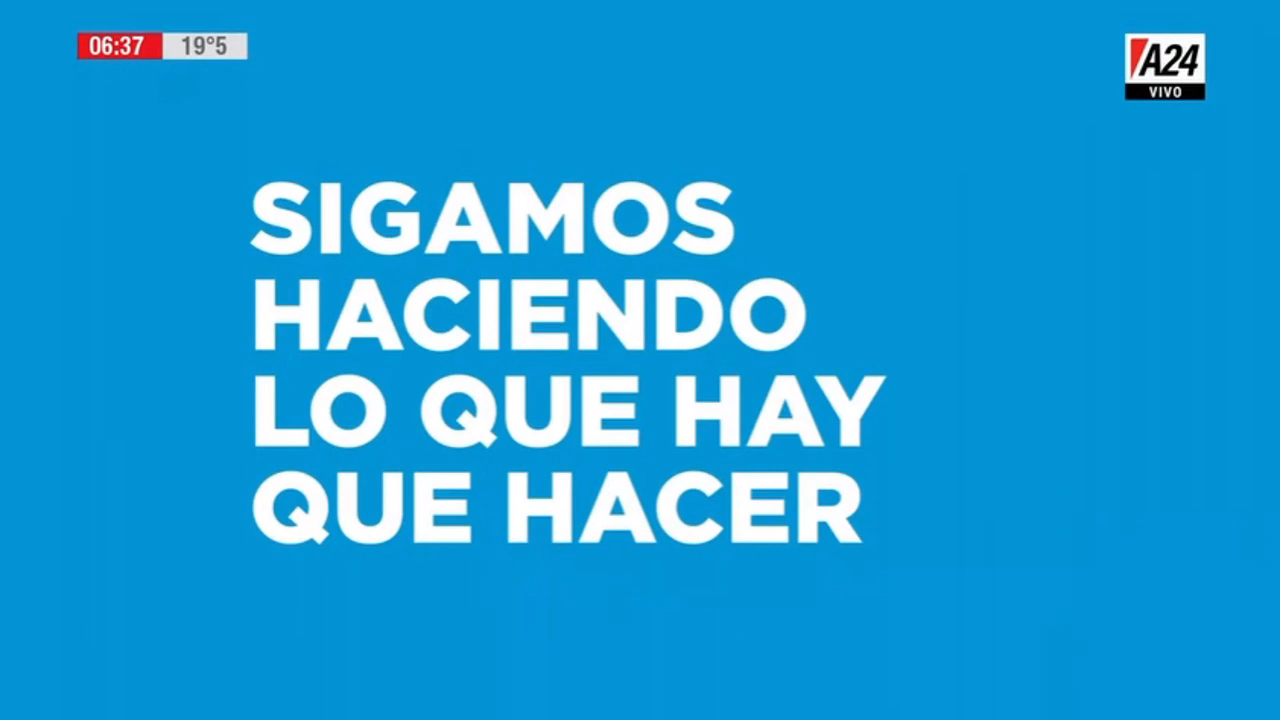 06:37 19°5
A24
VIVO
SIGAMOS
HACIENDO
LO QUE HAY
QUE HACER